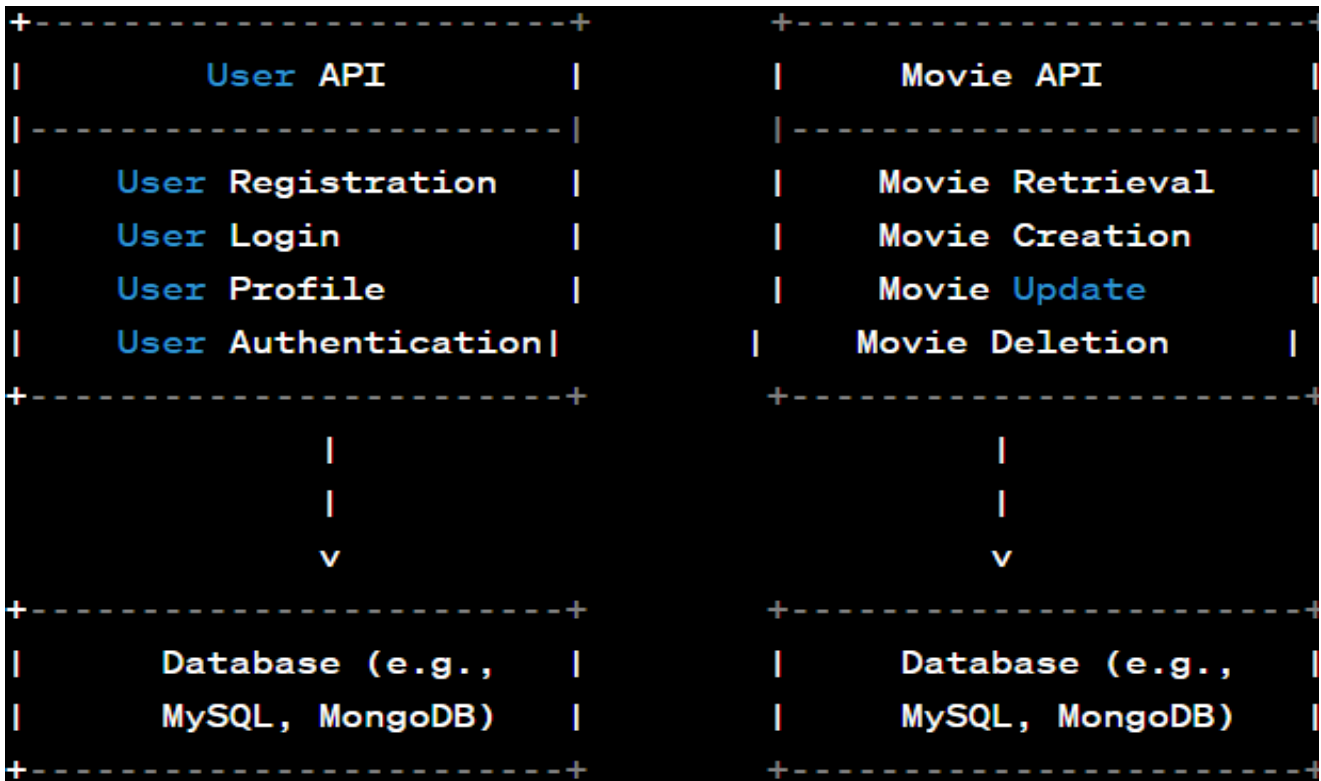 +------------------------+        +-----------------------+
|        User API        |        |     Movie API         |
|------------------------|        |-----------------------|
|    User Registration   |        |    Movie Retrieval    |
|    User Login          |        |    Movie Creation     |
|    User Profile        |        |    Movie Update       |
|    User Authentication|        |    Movie Deletion     |
+------------------------+        +-----------------------+
              |                             |
              |                             |
              v                             v
+------------------------+        +-----------------------+
|      Database (e.g.,   |        |     Database (e.g.,   |
|      MySQL, MongoDB)   |        |     MySQL, MongoDB)   |
+------------------------+        +-----------------------+